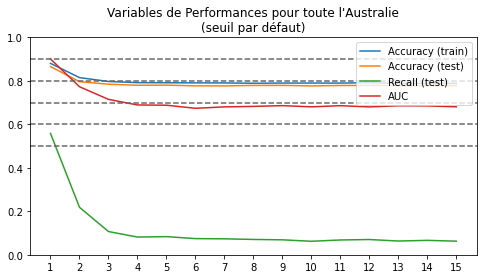 Variables de Performances pour toute l'Australie
(seuil par défaut)
1.0
0.8
0.6
0.4
0.2
0.0
Accuracy (train)
Accuracy (test)
Recall (test)
AUC
1 2 3 4 5 6 7 8 9 10 11 12 13 14 15